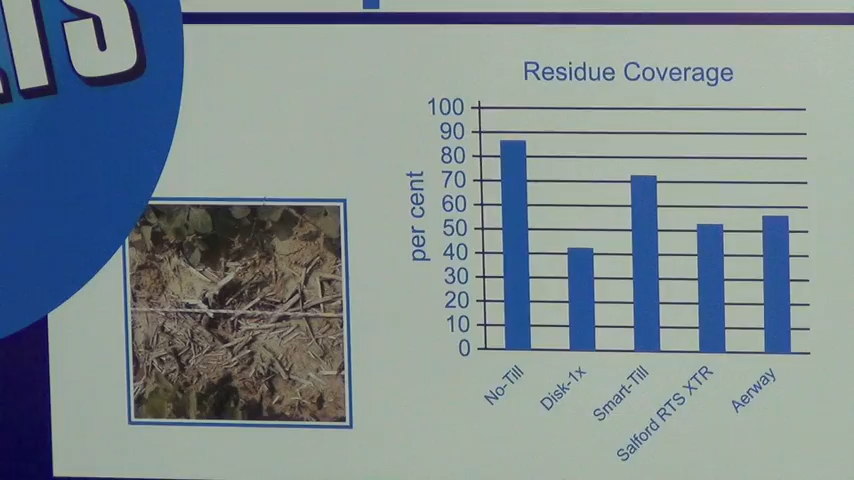 Residue Coverage
per cent
100
90
80
70
60
50
40
30
20
10
0
No-Till
Disk-1x
Smart-Till
Salford RTS XTR
Aerway